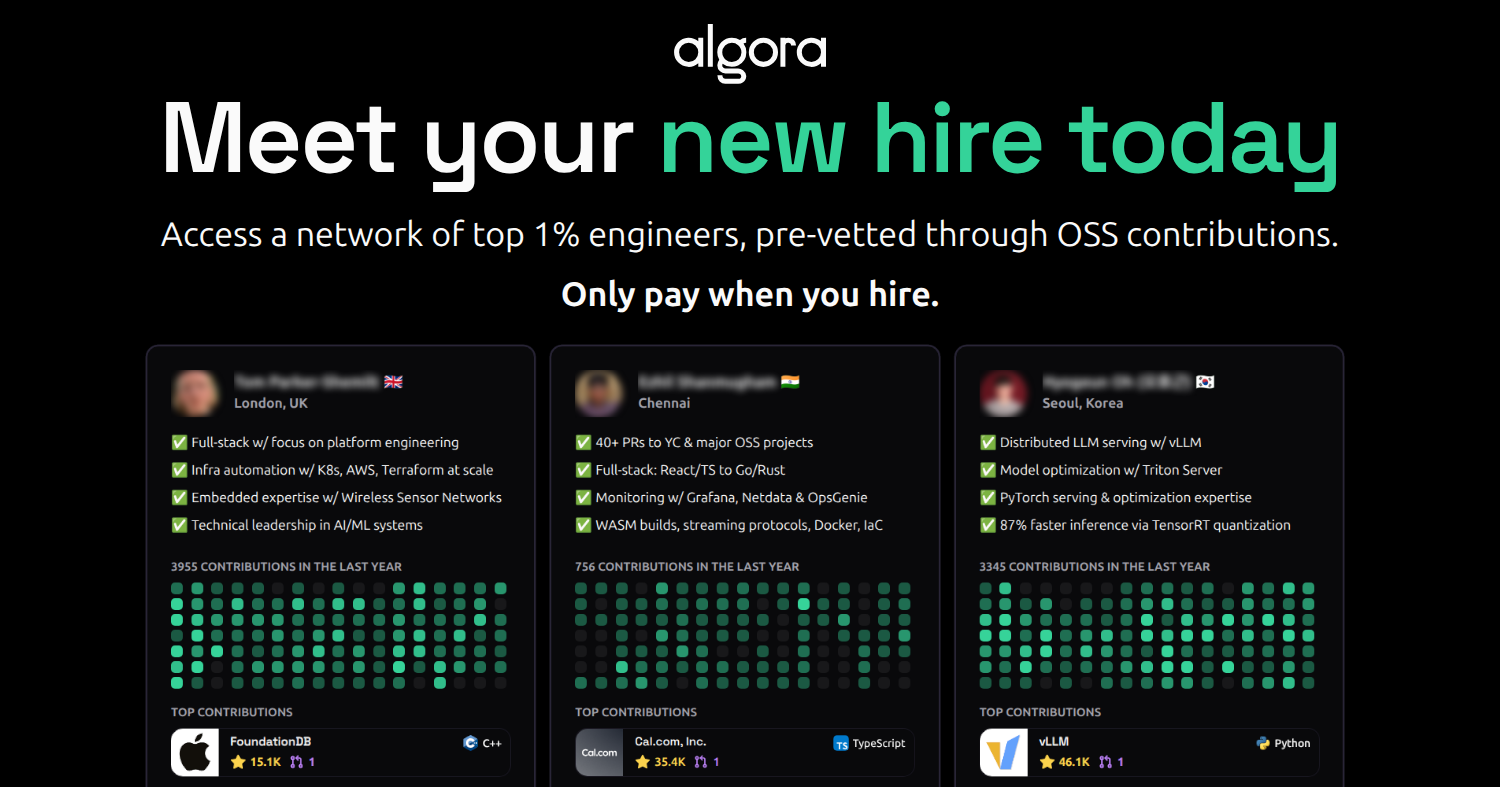 algora
Meet your new hire today
Access a network of top 1% engineers, pre-vetted through OSS contributions.
Only pay when you hire.
London, UK
✅ Full-stack w/ focus on platform engineering
✅ Infra automation w/ K8s, AWS, Terraform at scale
✅ Embedded expertise w/ Wireless Sensor Networks
✅ Technical leadership in AI/ML systems
3955 CONTRIBUTIONS IN THE LAST YEAR
TOP CONTRIBUTIONS
FoundationDB
C++
15.1K 1
Chennai
✅ 40+ PRs to YC & major OSS projects
✅ Full-stack: React/TS to Go/Rust
✅ Monitoring w/ Grafana, Netdata & OpsGenie
✅ WASM builds, streaming protocols, Docker, IaC
756 CONTRIBUTIONS IN THE LAST YEAR
TOP CONTRIBUTIONS
Cal.com
Cal.com, Inc.
TS TypeScript
35.4K 1
Seoul, Korea
✅ Distributed LLM serving w/ vLLM
✅ Model optimization w/ Triton Server
✅ PyTorch serving & optimization expertise
✅ 87% faster inference via TensorRT quantization
3345 CONTRIBUTIONS IN THE LAST YEAR
TOP CONTRIBUTIONS
vLLM
Python
46.1K 1